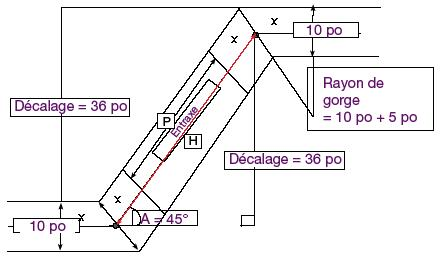 x
x
10 po
Rayon de
gorge
= 10 po + 5 po
Décalage = 36 po
P
Entraxe
H
Décalage = 36 po
x
x
10 po
A = 45°